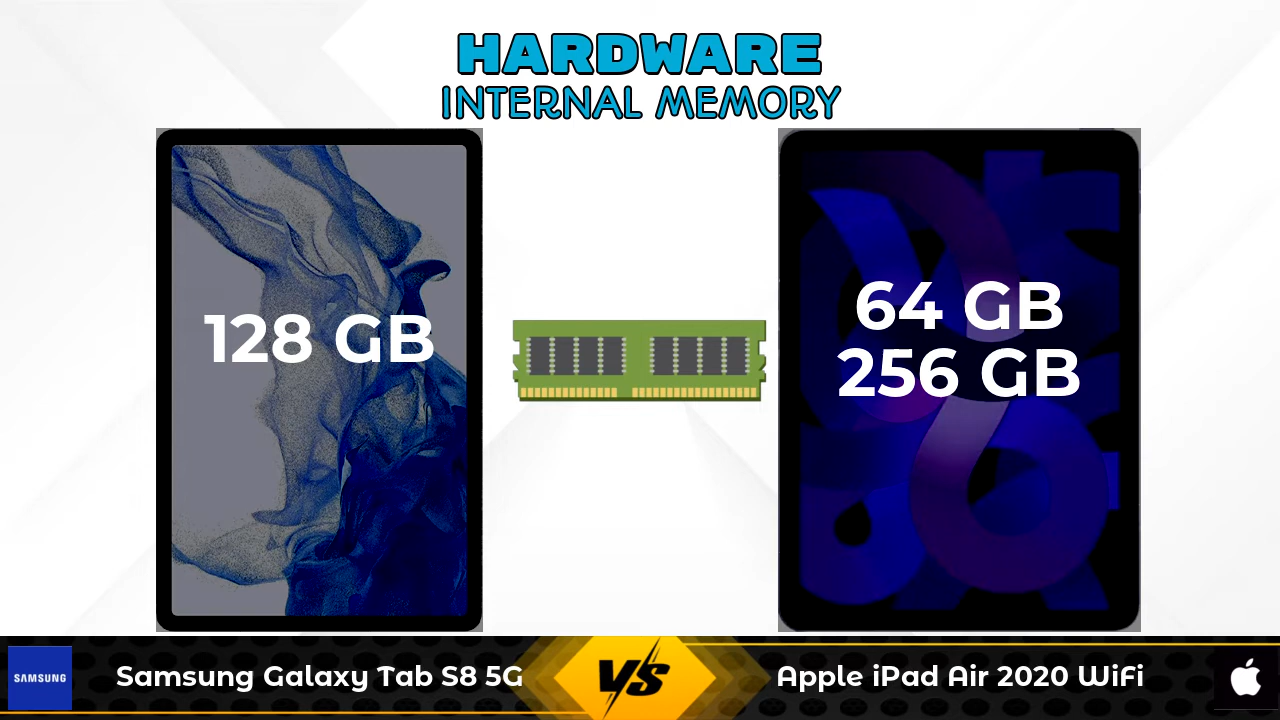 HARDWARE
INTERNAL MEMORY
128 GB
64 GB
256 GB
SAMSUNG
Samsung Galaxy Tab S8 5G
VS
Apple iPad Air 2020 WiFi